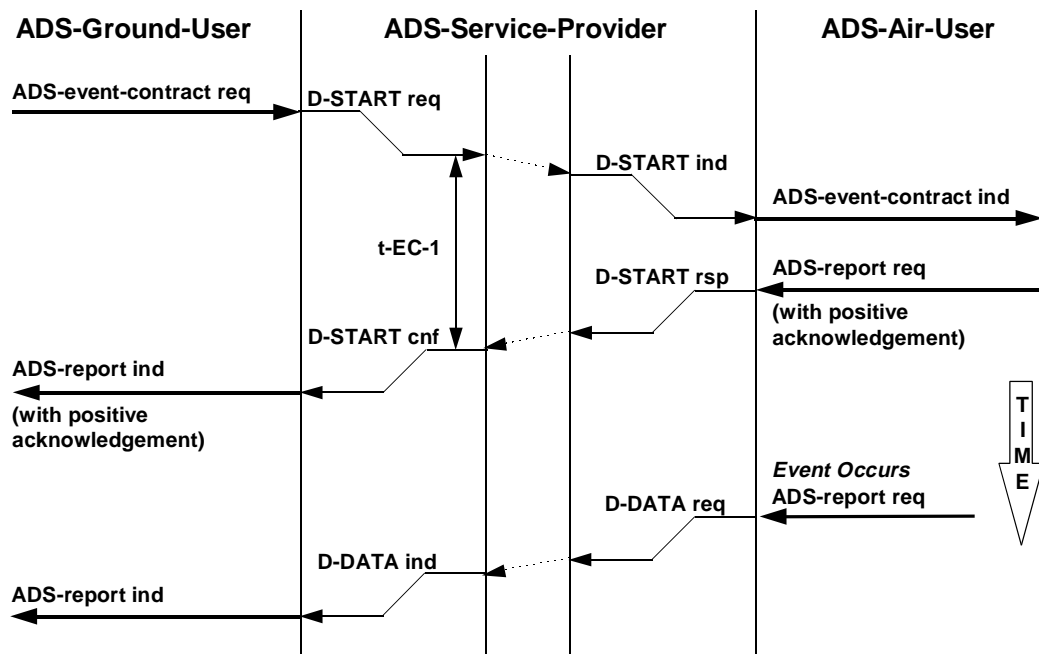 ADS-Ground-User
ADS-Service-Provider
ADS-Air-User
ADS-event-contract req
D-START req
D-START ind
ADS-event-contract ind
t-EC-1
ADS-report req
D-START rsp
(with positive
acknowledgement)
D-START cnf
ADS-report ind
(with positive
acknowledgement)
T
I
M
E
Event Occurs
ADS-report req
D-DATA req
D-DATA ind
ADS-report ind